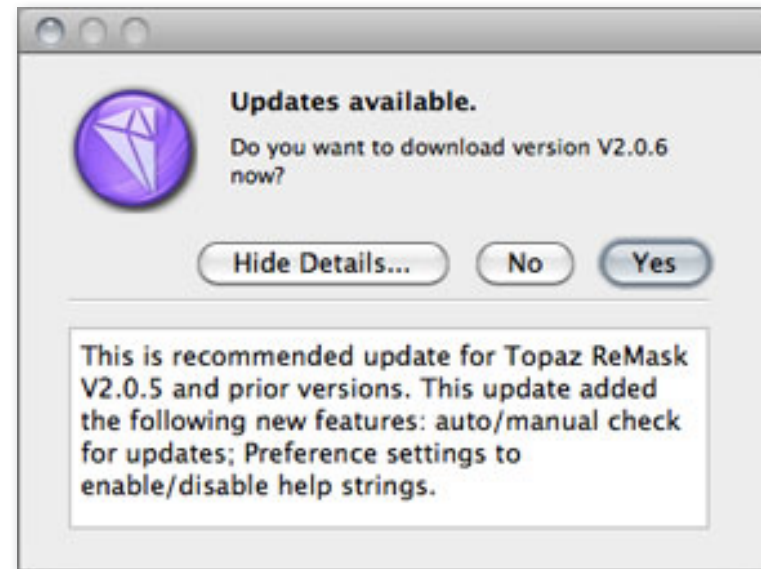 Updates available.
Do you want to download version V2.0.6
now?
Hide Details...
No
Yes
This is recommended update for Topaz ReMask
V2.0.5 and prior versions. This update added
the following new features: auto/manual check
for updates; Preference settings to
enable/disable help strings.